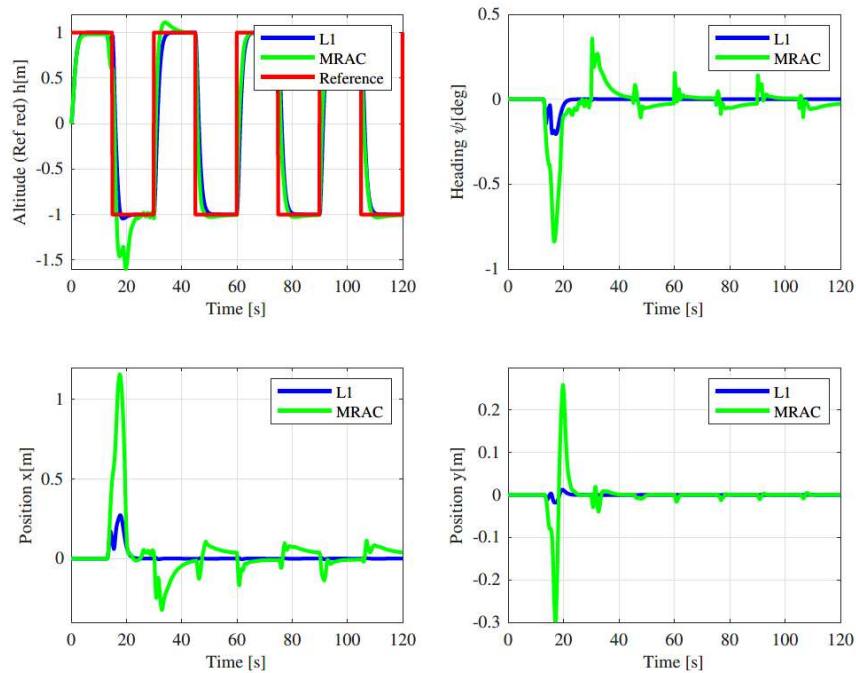 Altitude (Ref red) h[m]
1
0.5
0
-0.5
-1
-1.5
L1
MRAC
Reference
0 20 40 60 80 100 120
Time [s]
Heading ψ[deg]
0.5
0
-0.5
-1
L1
MRAC
0 20 40 60 80 100 120
Time [s]
Position x[m]
1
0.5
0
L1
MRAC
0 20 40 60 80 100 120
Time [s]
Position y[m]
0.2
0.1
0
-0.1
-0.2
-0.3
L1
MRAC
0 20 40 60 80 100 120
Time [s]